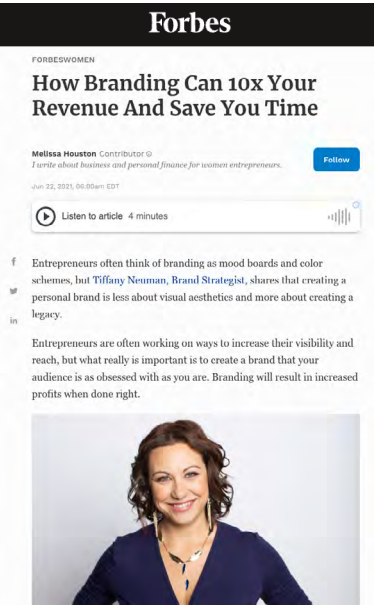 Forbes
FORBESWOMEN
How Branding Can 10x Your
Revenue And Save You Time
Melissa Houston Contributor
I write about business and personal finance for women entrepreneurs.
Follow
Jun 22, 2021, 06:00am EDT
Listen to article 4 minutes
Entrepreneurs often think of branding as mood boards and color
schemes, but Tiffany Neuman, Brand Strategist, shares that creating a
personal brand is less about visual aesthetics and more about creating a
legacy.
Entrepreneurs are often working on ways to increase their visibility and
reach, but what really is important is to create a brand that your
audience is as obsessed with as you are. Branding will result in increased
profits when done right.